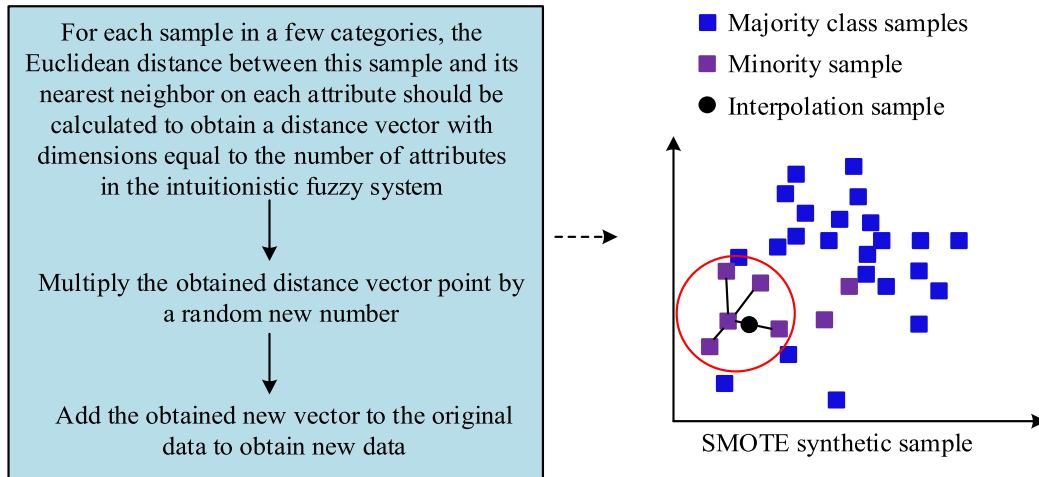 For each sample in a few categories, the
Euclidean distance between this sample and its
nearest neighbor on each attribute should be
calculated to obtain a distance vector with
dimensions equal to the number of attributes
in the intuitionistic fuzzy system
Multiply the obtained distance vector point by
a random new number
Add the obtained new vector to the original
data to obtain new data
Majority class samples
Minority sample
Interpolation sample
SMOTE synthetic sample